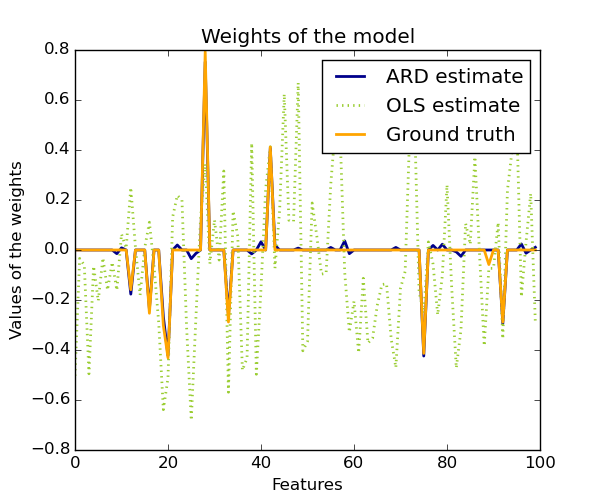 Weights of the model
ARD estimate
OLS estimate
Ground truth
Values of the weights
0.8
0.6
0.4
0.2
0.0
−0.2
−0.4
−0.6
−0.8
0 20 40 60 80 100
Features